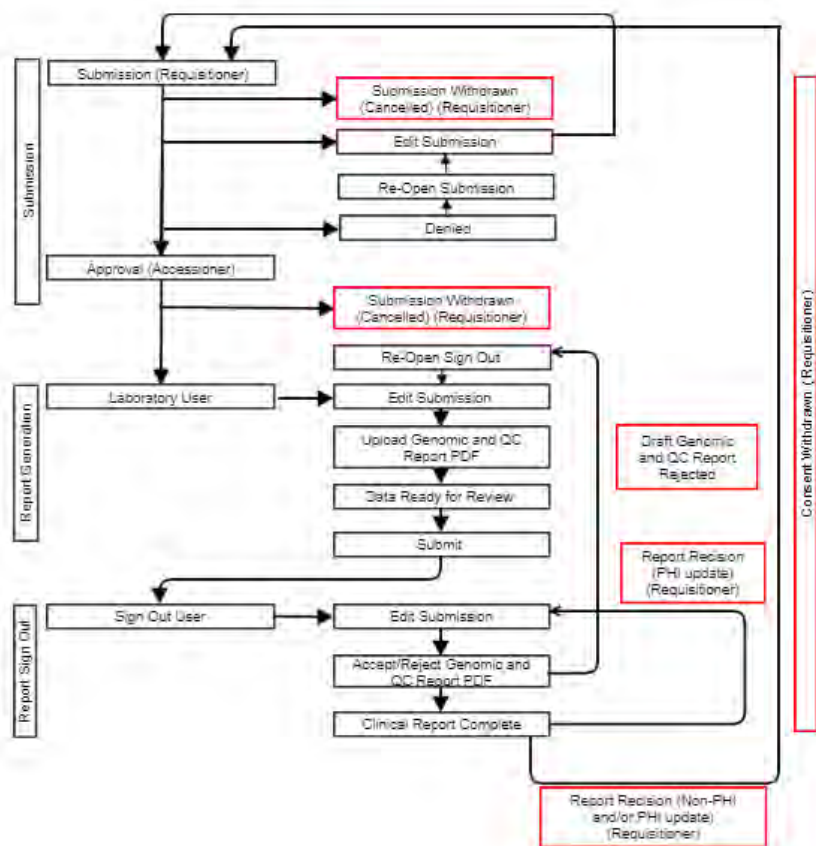 Submission (Requisitioner)
Submission Withdrawn
(Cancelled) (Requisitioner)
Edit Submission
Re-Open Submission
Denied
Submission
Approval (Accessioner)
Submission Withdrawn
(Cancelled) (Requisitioner)
Re-Open Sign Out
Laboratory User
Edit Submission
Upload Genomic and QC
Report PDF
Data Ready for Review
Submit
Report Generation
Draft Genomic
and QC Report
Rejected
Report Recision
(PHI update)
(Requisitioner)
Sign Out User
Edit Submission
Accept/Reject Genomic and
QC Report PDF
Clinical Report Complete
Report Sign Out
Report Recision (Non-PHI
and/or PHI update)
(Requisitioner)
Consent Withdrawn (Requisitioner)